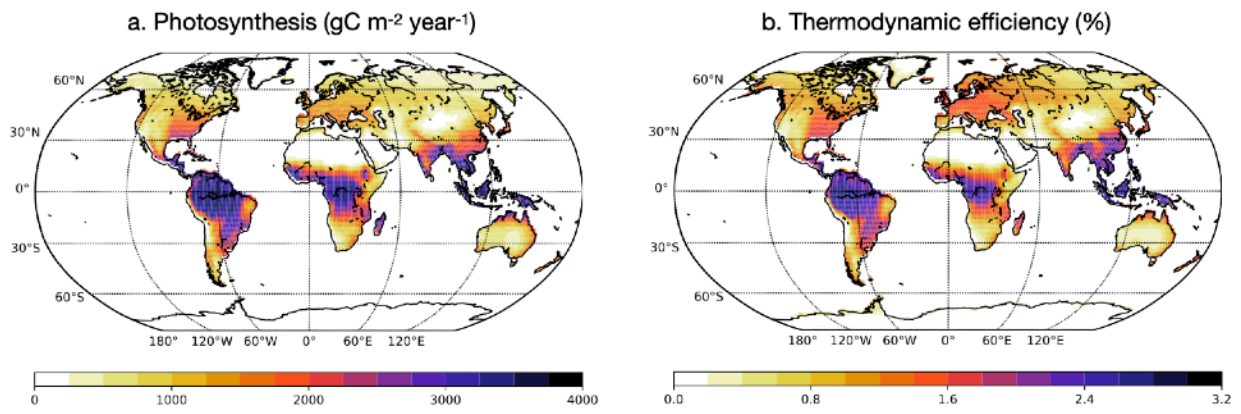 a. Photosynthesis (gC m-2 year-1)
60°N
30°N
0°
30°S
60°S
180° 120°W 60°W 0° 60°E 120°E
0 1000 2000 3000 4000
b. Thermodynamic efficiency (%)
60°N
30°N
0°
30°S
60°S
180° 120°W 60°W 0° 60°E 120°E
0.0 0.8 1.6 2.4 3.2